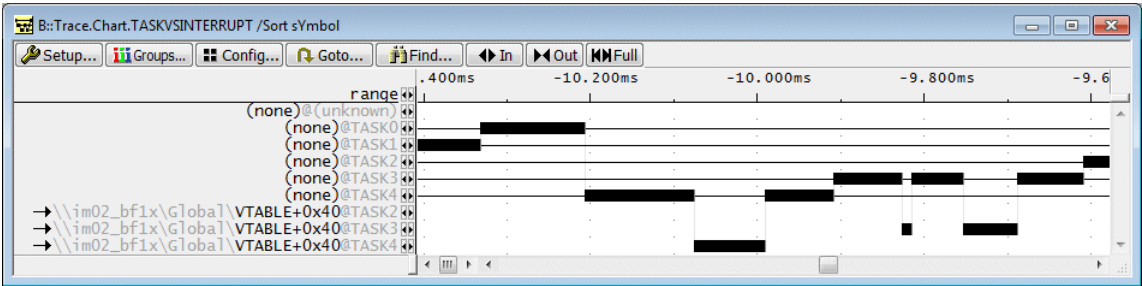 B::Trace.Chart.TASKVSINTERRUPT /Sort sYmbol
Setup... Groups... Config... Goto... Find... In Out Full
.400ms -10.200ms -10.000ms -9.800ms -9.6
range
(none)@(unknown)
(none)@TASK0
(none)@TASK1
(none)@TASK2
(none)@TASK3
(none)@TASK4
\\im02_bf1x\Global\VTABLE+0x40@TASK2
\\im02_bf1x\Global\VTABLE+0x40@TASK3
\\im02_bf1x\Global\VTABLE+0x40@TASK4